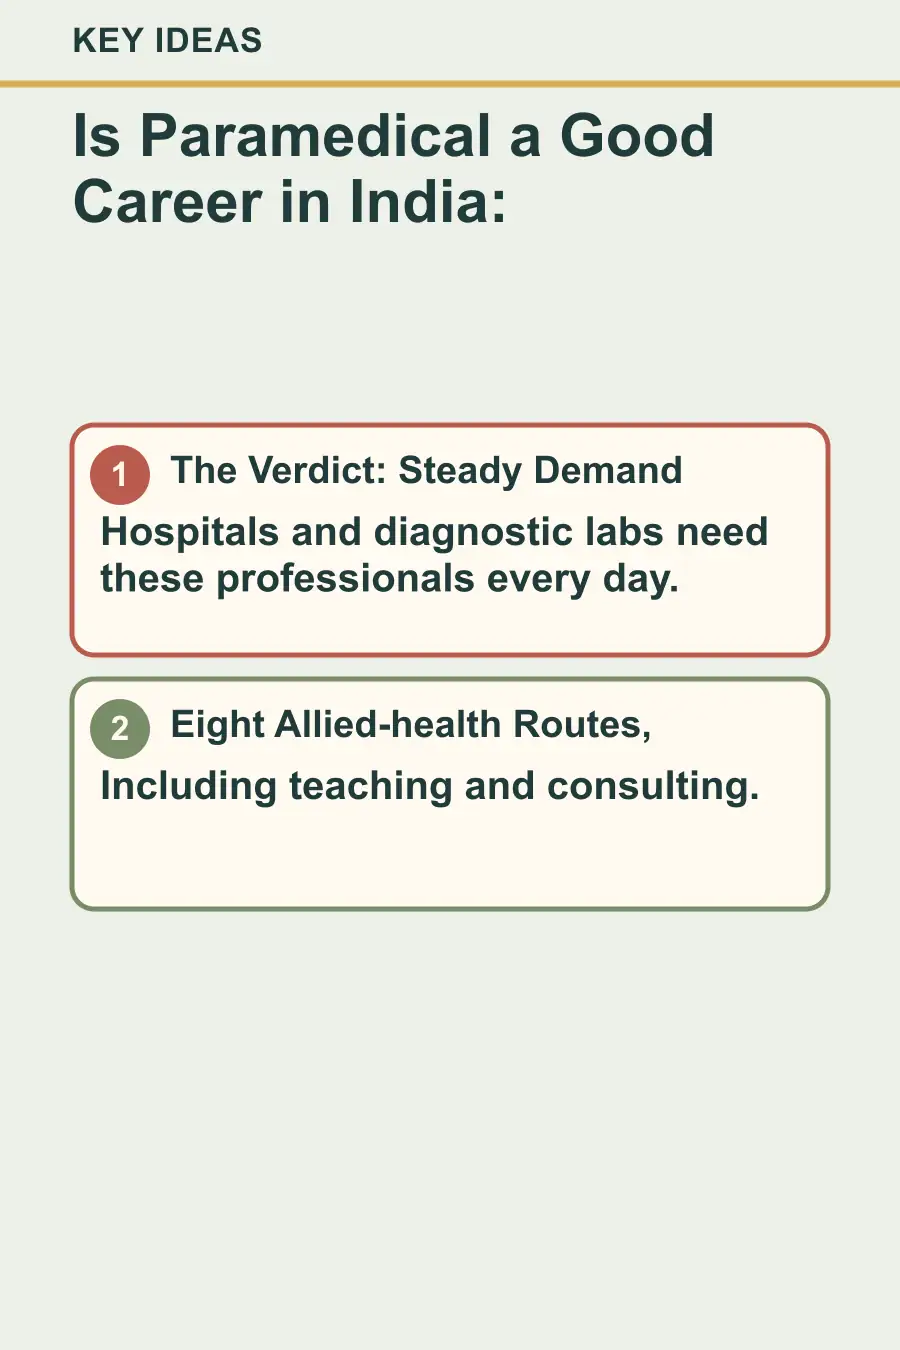 KEY IDEAS
Is Paramedical a Good
Career in India:
1 The Verdict: Steady Demand
Hospitals and diagnostic labs need
these professionals every day.
2 Eight Allied-health Routes,
Including teaching and consulting.